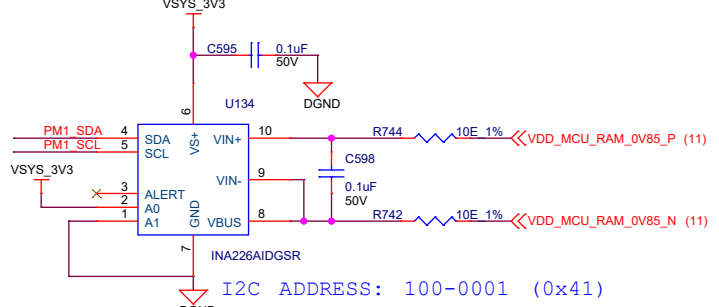 VSYS_3V3
C595 0.1uF
50V
DGND
U134
6
VS+
PM1_SDA 4 SDA VIN+ 10 R744 10E_1% VDD_MCU_RAM_0V85_P (11)
PM1_SCL 5 SCL
C598
VSYS_3V3 VIN- 9
0.1uF
50V
3 ALERT
2 A0
1 A1 GND VBUS 8 R742 10E_1% VDD_MCU_RAM_0V85_N (11)
7
INA226AIDGSR
I2C ADDRESS: 100-0001 (0x41)
DGND